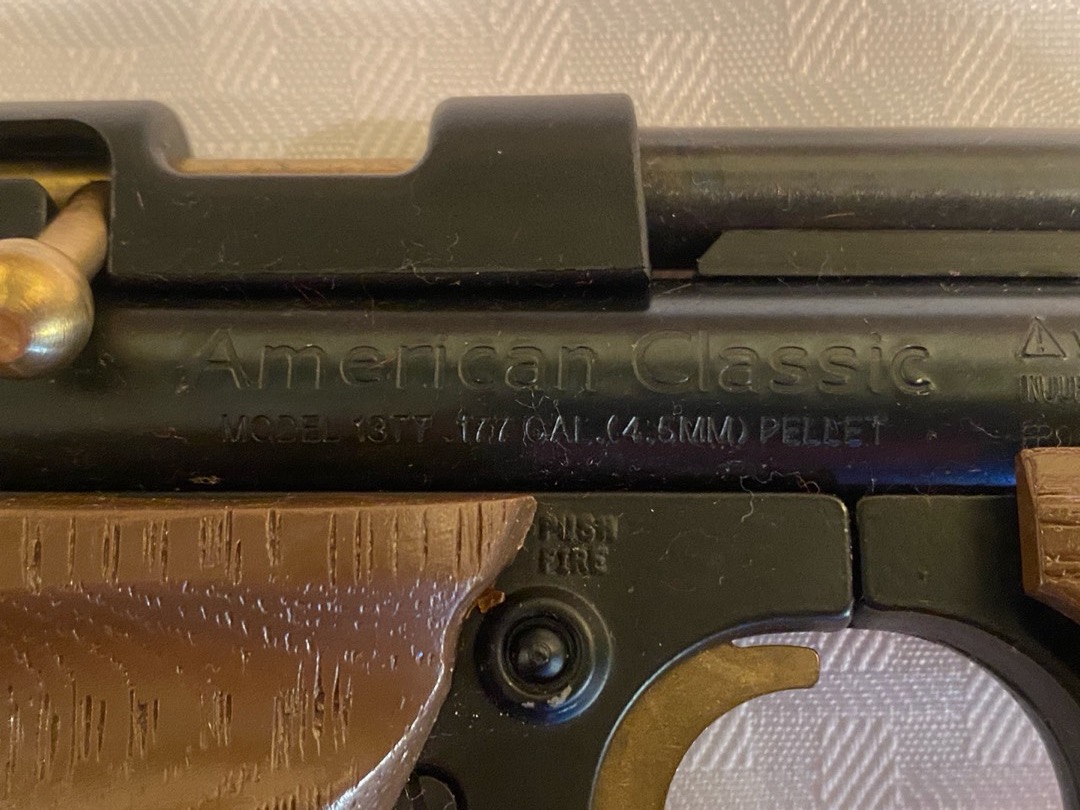 American Classic
MODEL 1377 .177 CAL. (4.5MM) PELLET
PUSH
FIRE